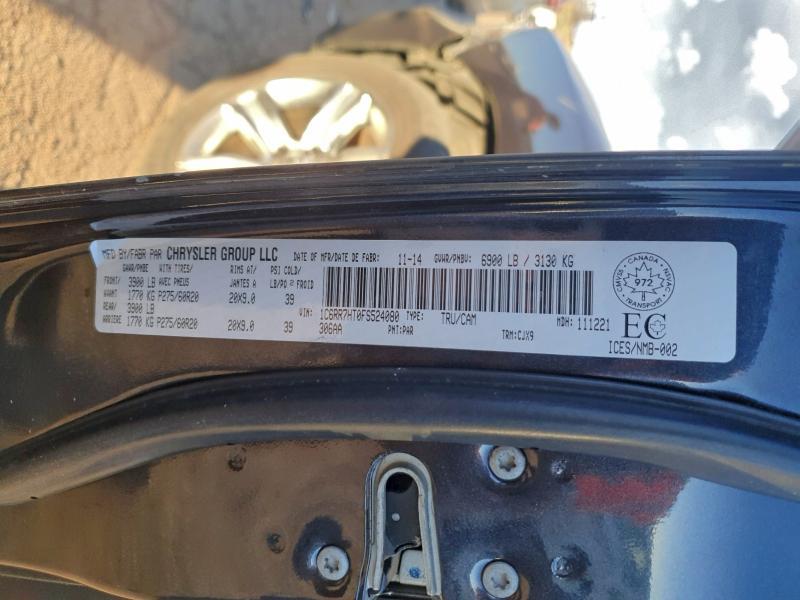 MFD BY/FABR PAR CHRYSLER GROUP LLC DATE OF MFR/DATE DE FABR: 11-14 GVWR/PNBV: 6900 LB / 3130 KG
GAWR/PNBE WITH TIRES/ RIMS AT/ PSI COLD/
FRONT/ 3900 LB AVEC PNEUS JANTES A LB/PO2 FROID
AVANT 1770 KG P275/60R20 20X9.0 39
REAR/ 3900 LB
ARRIERE 1770 KG P275/60R20 20X9.0 39
VIN: 1C6RR7HT0FS524080 TYPE: TRU/CAM MDH: 111221
306AA PNT: PAR TRM: CJX9
CMVSS CANADA NSVAC
972
TRANSPORT
EC
ICES/NMB-002